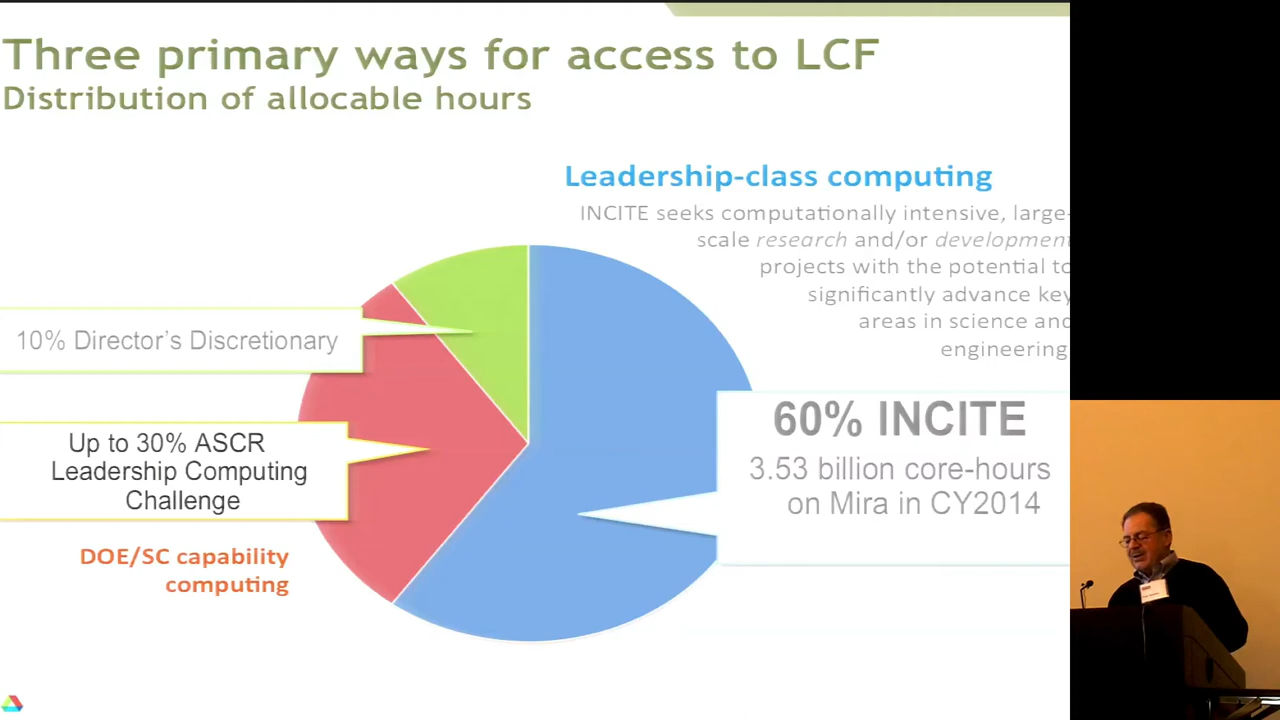 Three primary ways for access to LCF
Distribution of allocable hours
Leadership-class computing
INCITE seeks computationally intensive, large-
scale research and/or development
projects with the potential to
significantly advance key
areas in science and
engineering
10% Director's Discretionary
60% INCITE
3.53 billion core-hours
on Mira in CY2014
Up to 30% ASCR
Leadership Computing
Challenge
DOE/SC capability
computing